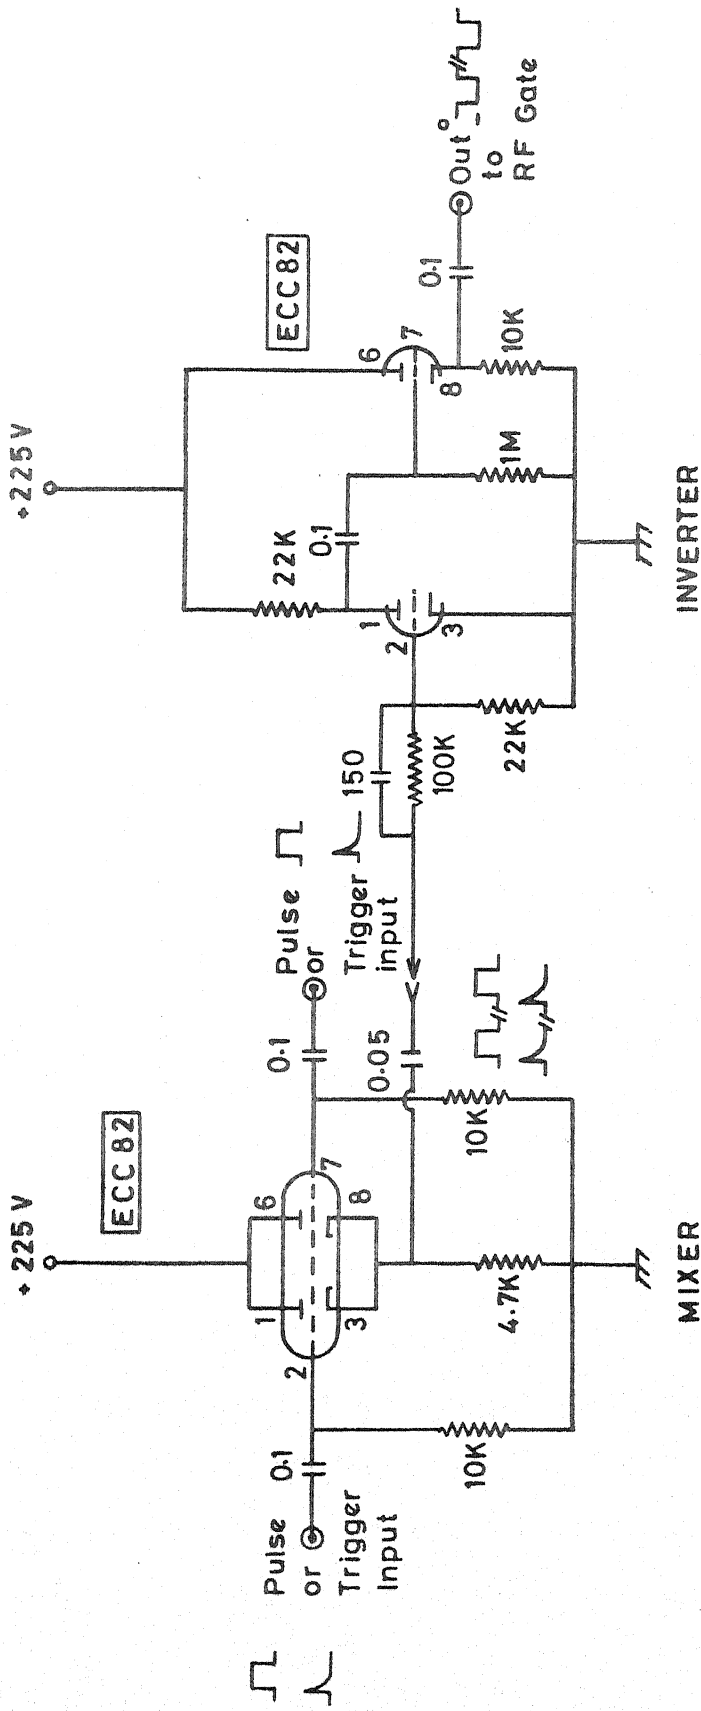 +225V
ECC82
1
6
2
7
3
8
Pulse
or
Trigger
Input
0.1
10K
4.7K
0.1
10K
0.05
Pulse
or
Trigger
input
MIXER
+225V
ECC82
22K
0.1
1
2
3
6
7
8
150
100K
22K
1M
10K
0.1
Out
to
RF Gate
INVERTER